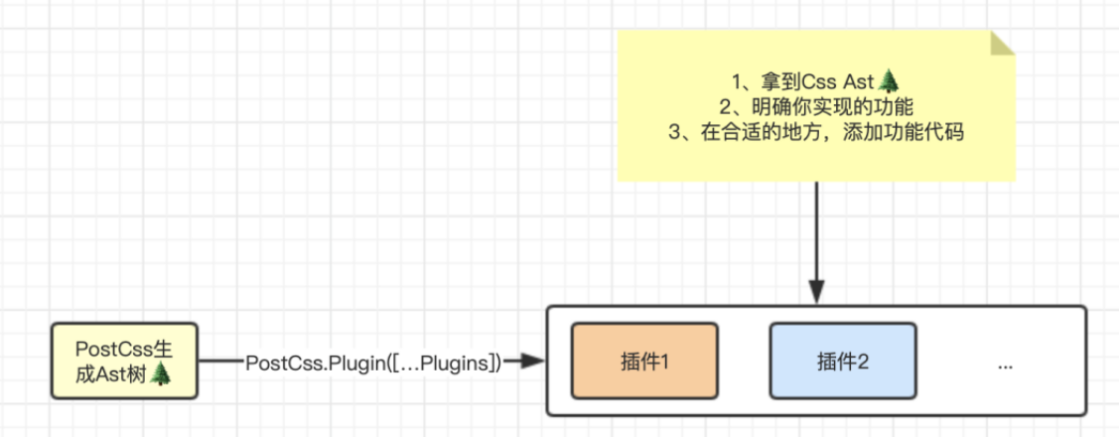 1、拿到Css Ast🌲
2、明确你实现的功能
3、在合适的地方，添加功能代码
PostCss生
成Ast树🌲
PostCss.Plugin([...Plugins])
插件1
插件2
...